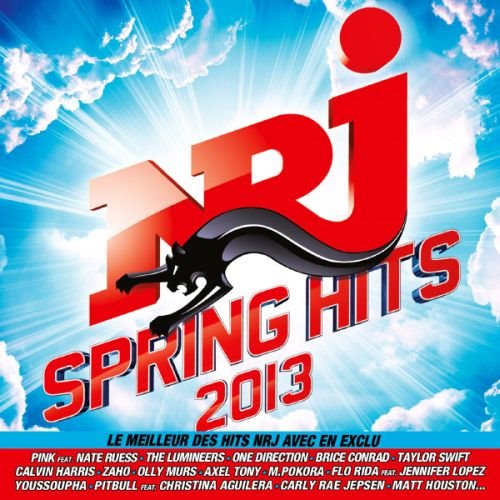 NRJ
SPRING HITS
2013
LE MEILLEUR DES HITS NRJ AVEC EN EXCLU
PINK FEAT. NATE RUESS - THE LUMINEERS - ONE DIRECTION - BRICE CONRAD - TAYLOR SWIFT
CALVIN HARRIS - ZAHO - OLLY MURS - AXEL TONY - M.POKORA - FLO RIDA FEAT. JENNIFER LOPEZ
YOUSSOUPHA - PITBULL FEAT. CHRISTINA AGUILERA - CARLY RAE JEPSEN - MATT HOUSTON...